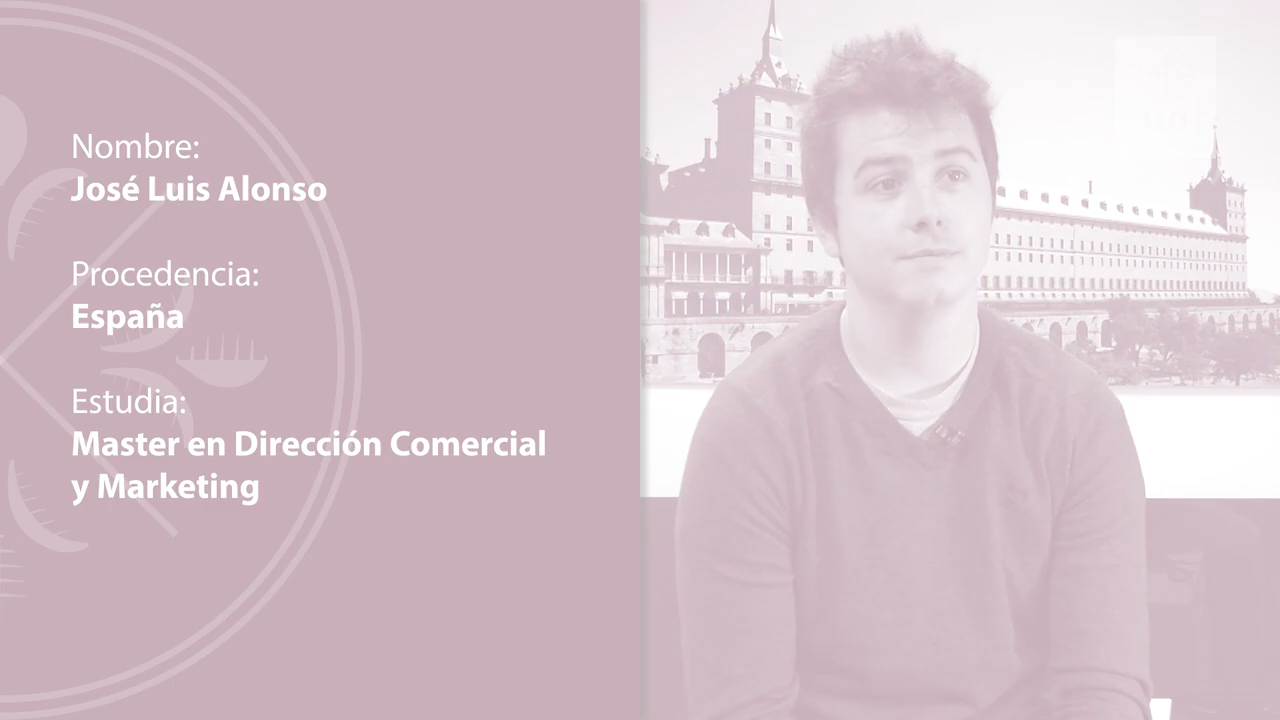 Nombre:
José Luis Alonso
Procedencia:
España
Estudia:
Master en Dirección Comercial
y Marketing